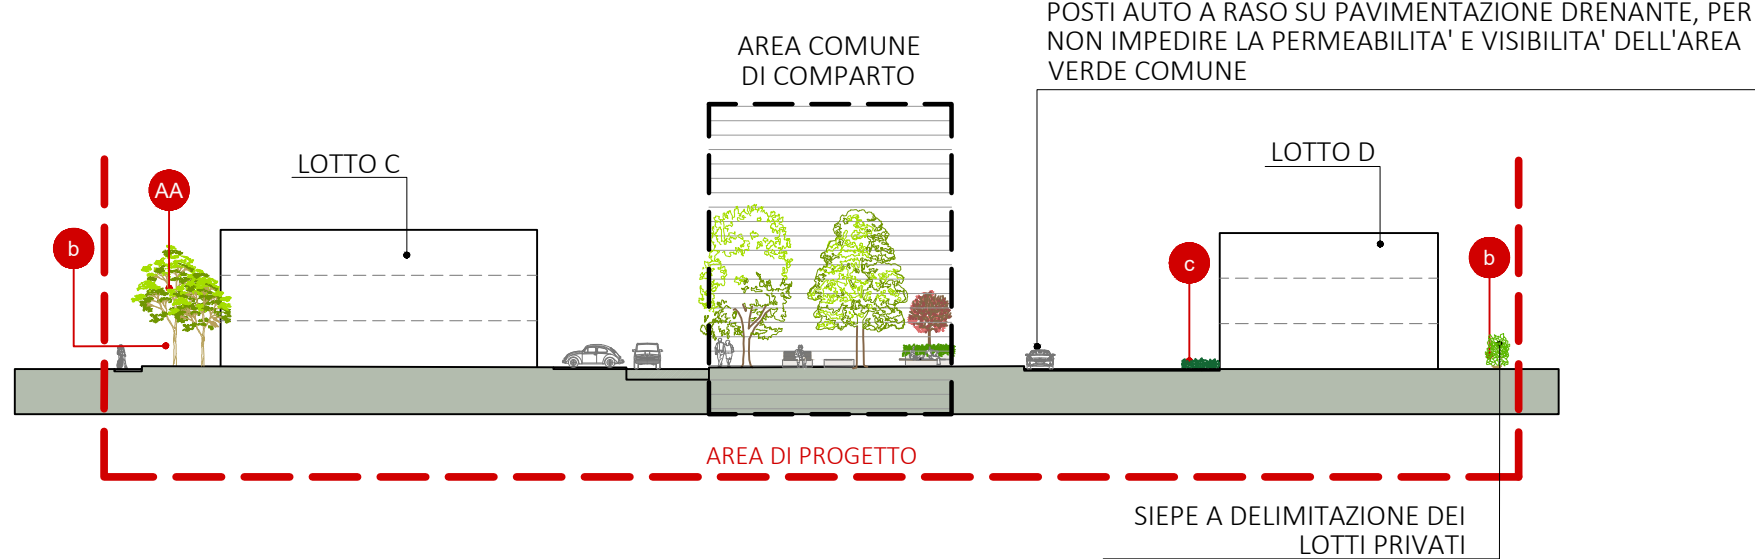 POSTI AUTO A RASO SU PAVIMENTAZIONE DRENANTE, PER
NON IMPEDIRE LA PERMEABILITA' E VISIBILITA' DELL'AREA
VERDE COMUNE
AREA COMUNE
DI COMPARTO
LOTTO C
LOTTO D
AA
b
c
b
AREA DI PROGETTO
SIEPE A DELIMITAZIONE DEI
LOTTI PRIVATI